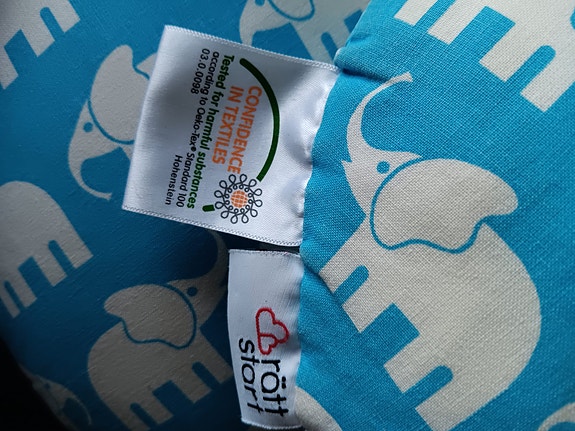 CONFIDENCE
IN TEXTILES
Tested for harmful substances
according to Oeko-Tex® Standard 100
03.0.0098 Hohenstein
rätt
start